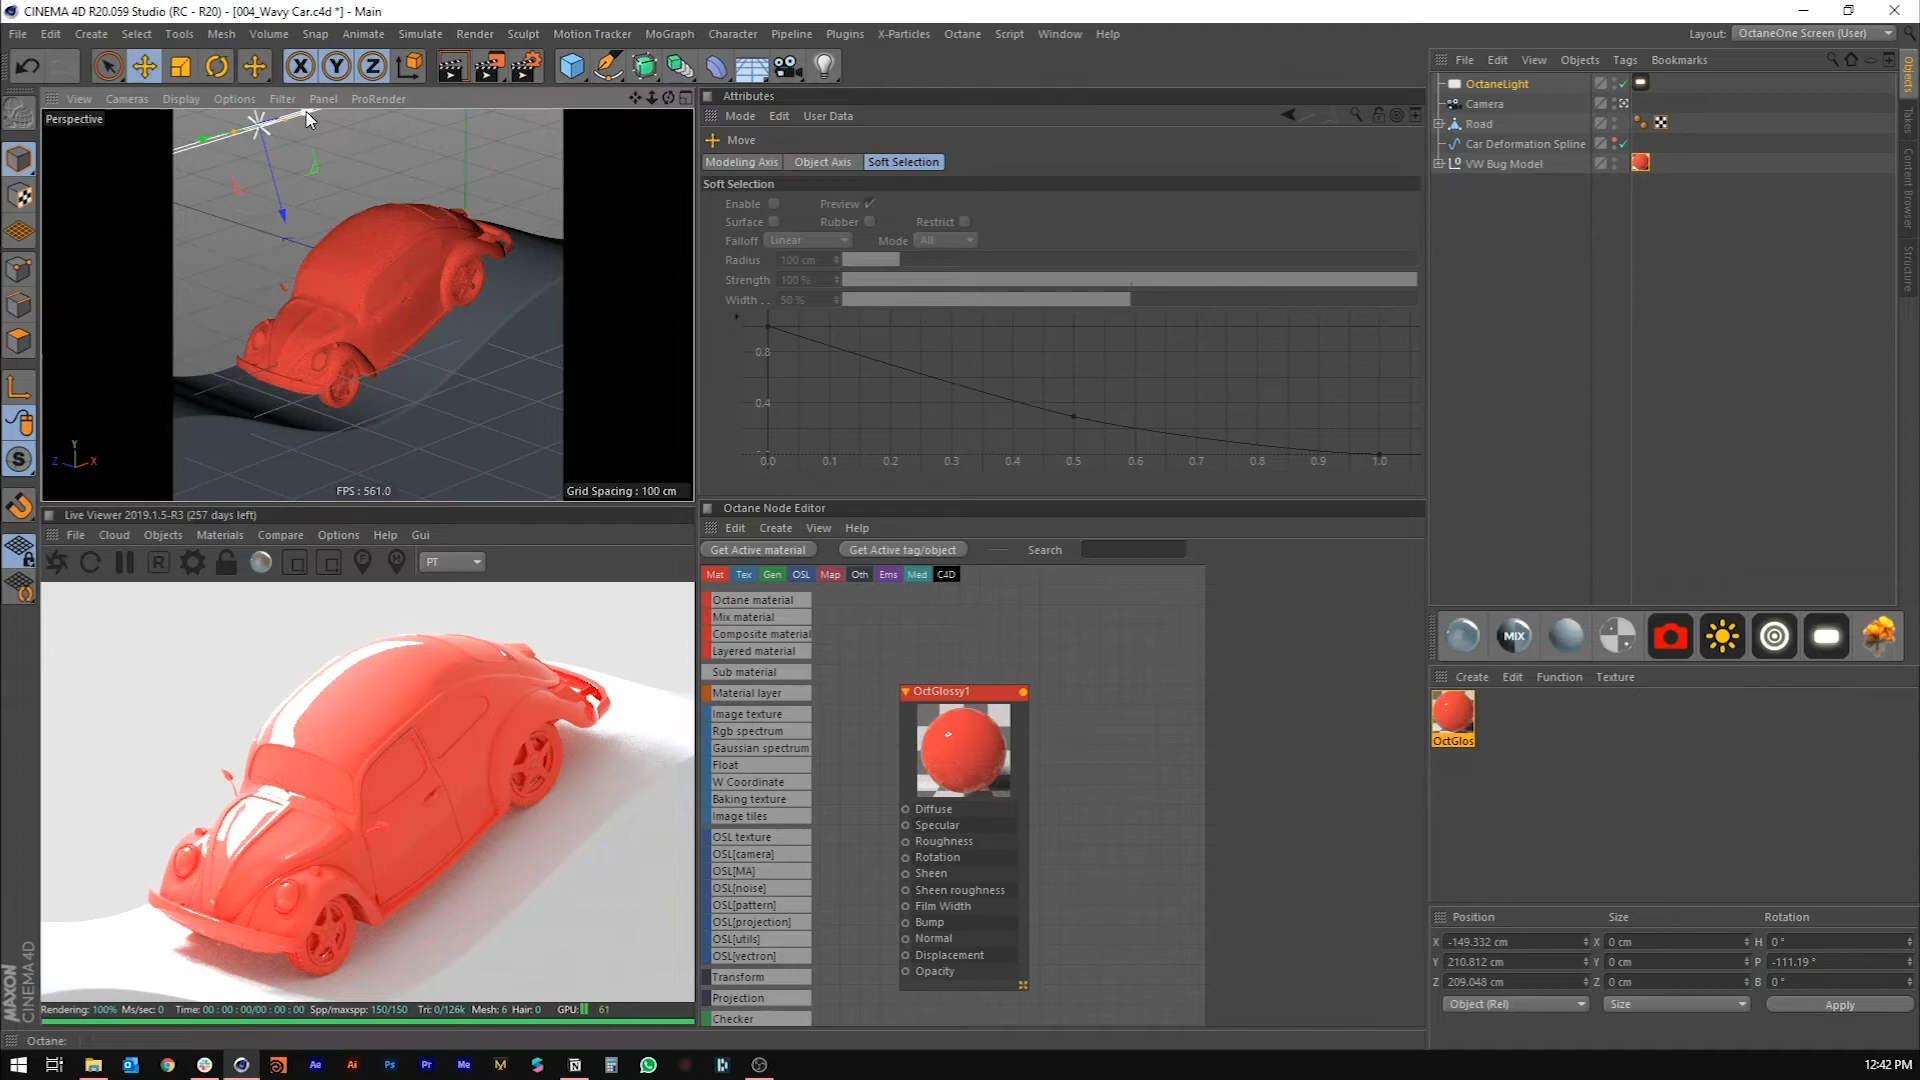 CINEMA 4D R20.059 Studio (RC - R20) - [004_Wavy Car.c4d *] - Main
File Edit Create Select Tools Mesh Volume Snap Animate Simulate Render Sculpt Motion Tracker MoGraph Character Pipeline Plugins X-Particles Octane Script Window Help
Layout: OctaneOne Screen (User)
X Y Z
View Cameras Display Options Filter Panel ProRender
Perspective
Y
Z X
FPS : 561.0
Grid Spacing : 100 cm
Attributes
Mode Edit User Data
Move
Modeling Axis Object Axis Soft Selection
Soft Selection
Enable Preview
Surface Rubber Restrict
Falloff Linear Mode All
Radius 100 cm
Strength 100 %
Width . . 50 %
0.8
0.4
0.0 0.1 0.2 0.3 0.4 0.5 0.6 0.7 0.8 0.9 1.0
File Edit View Objects Tags Bookmarks
OctaneLight
Camera
Road
Car Deformation Spline
VW Bug Model
Objects
Takes
Content Browser
Structure
Live Viewer 2019.1.5-R3 (257 days left)
File Cloud Objects Materials Compare Options Help Gui
R
PT
Rendering: 100% Ms/sec: 0 Time: 00 : 00 : 00/00 : 00 : 00 Spp/maxspp: 150/150 Tri: 0/126k Mesh: 6 Hair: 0 GPU: 61
Octane Node Editor
Edit Create View Help
Get Active material Get Active tag/object Search
Mat Tex Gen OSL Map Oth Ems Med C4D
Octane material
Mix material
Composite material
Layered material
Sub material
Material layer
Image texture
Rgb spectrum
Gaussian spectrum
Float
W Coordinate
Baking texture
Image tiles
OSL texture
OSL[camera]
OSL[MA]
OSL[noise]
OSL[pattern]
OSL[projection]
OSL[utils]
OSL[vectron]
Transform
Projection
Checker
OctGlossy1
Diffuse
Specular
Roughness
Rotation
Sheen
Sheen roughness
Film Width
Bump
Normal
Displacement
Opacity
MIX
Create Edit Function Texture
OctGlos
Position Size Rotation
X -149.332 cm X 0 cm H 0 °
Y 210.812 cm Y 0 cm P -111.19 °
Z 209.048 cm Z 0 cm B 0 °
Object (Rel) Size Apply
MAXON
CINEMA 4D
Octane:
Ae Ai Ps Pr Me
12:42 PM